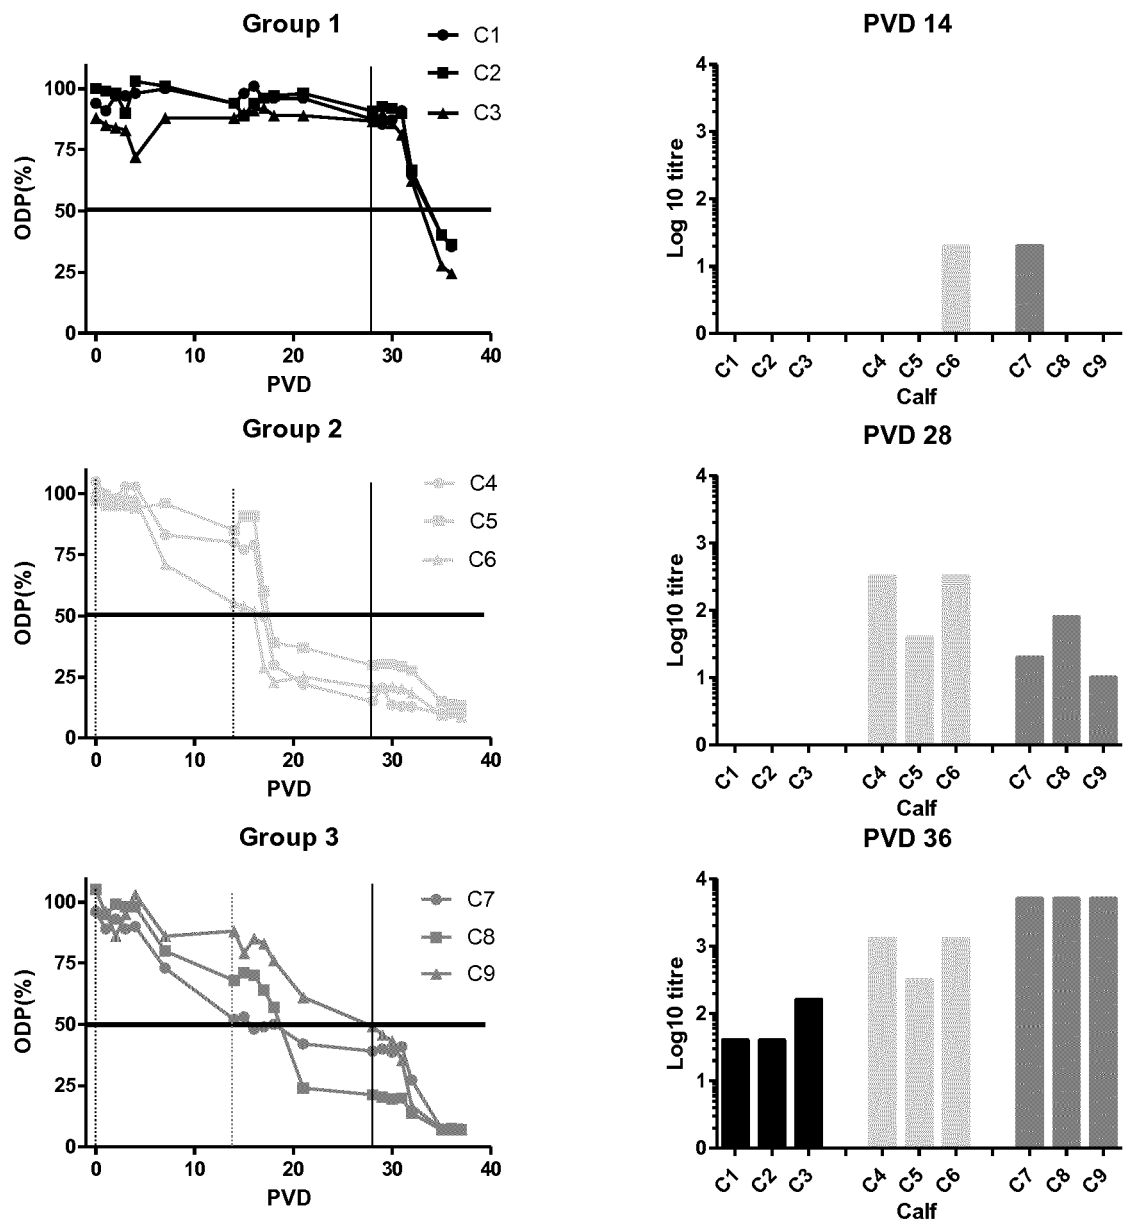 Group 1
C1
C2
C3
ODP(%)
100
75
50
25
0
0 10 20 30 40
PVD
PVD 14
Log 10 titre
4
3
2
1
0
C1 C2 C3 C4 C5 C6 C7 C8 C9
Calf
Group 2
C4
C5
C6
ODP(%)
100
75
50
25
0
0 10 20 30 40
PVD
PVD 28
Log10 titre
4
3
2
1
0
C1 C2 C3 C4 C5 C6 C7 C8 C9
Calf
Group 3
C7
C8
C9
ODP(%)
100
75
50
25
0
0 10 20 30 40
PVD
PVD 36
Log10 titre
4
3
2
1
0
C1 C2 C3 C4 C5 C6 C7 C8 C9
Calf